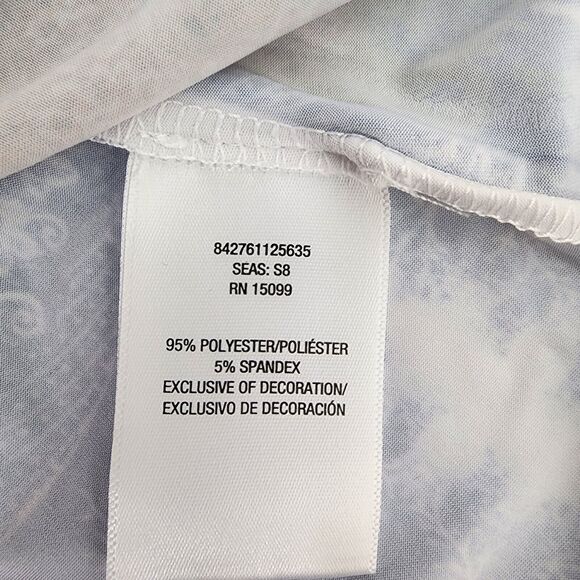 842761125635
SEAS: S8
RN 15099
95% POLYESTER/POLIÉSTER
5% SPANDEX
EXCLUSIVE OF DECORATION/
EXCLUSIVO DE DECORACIÓN